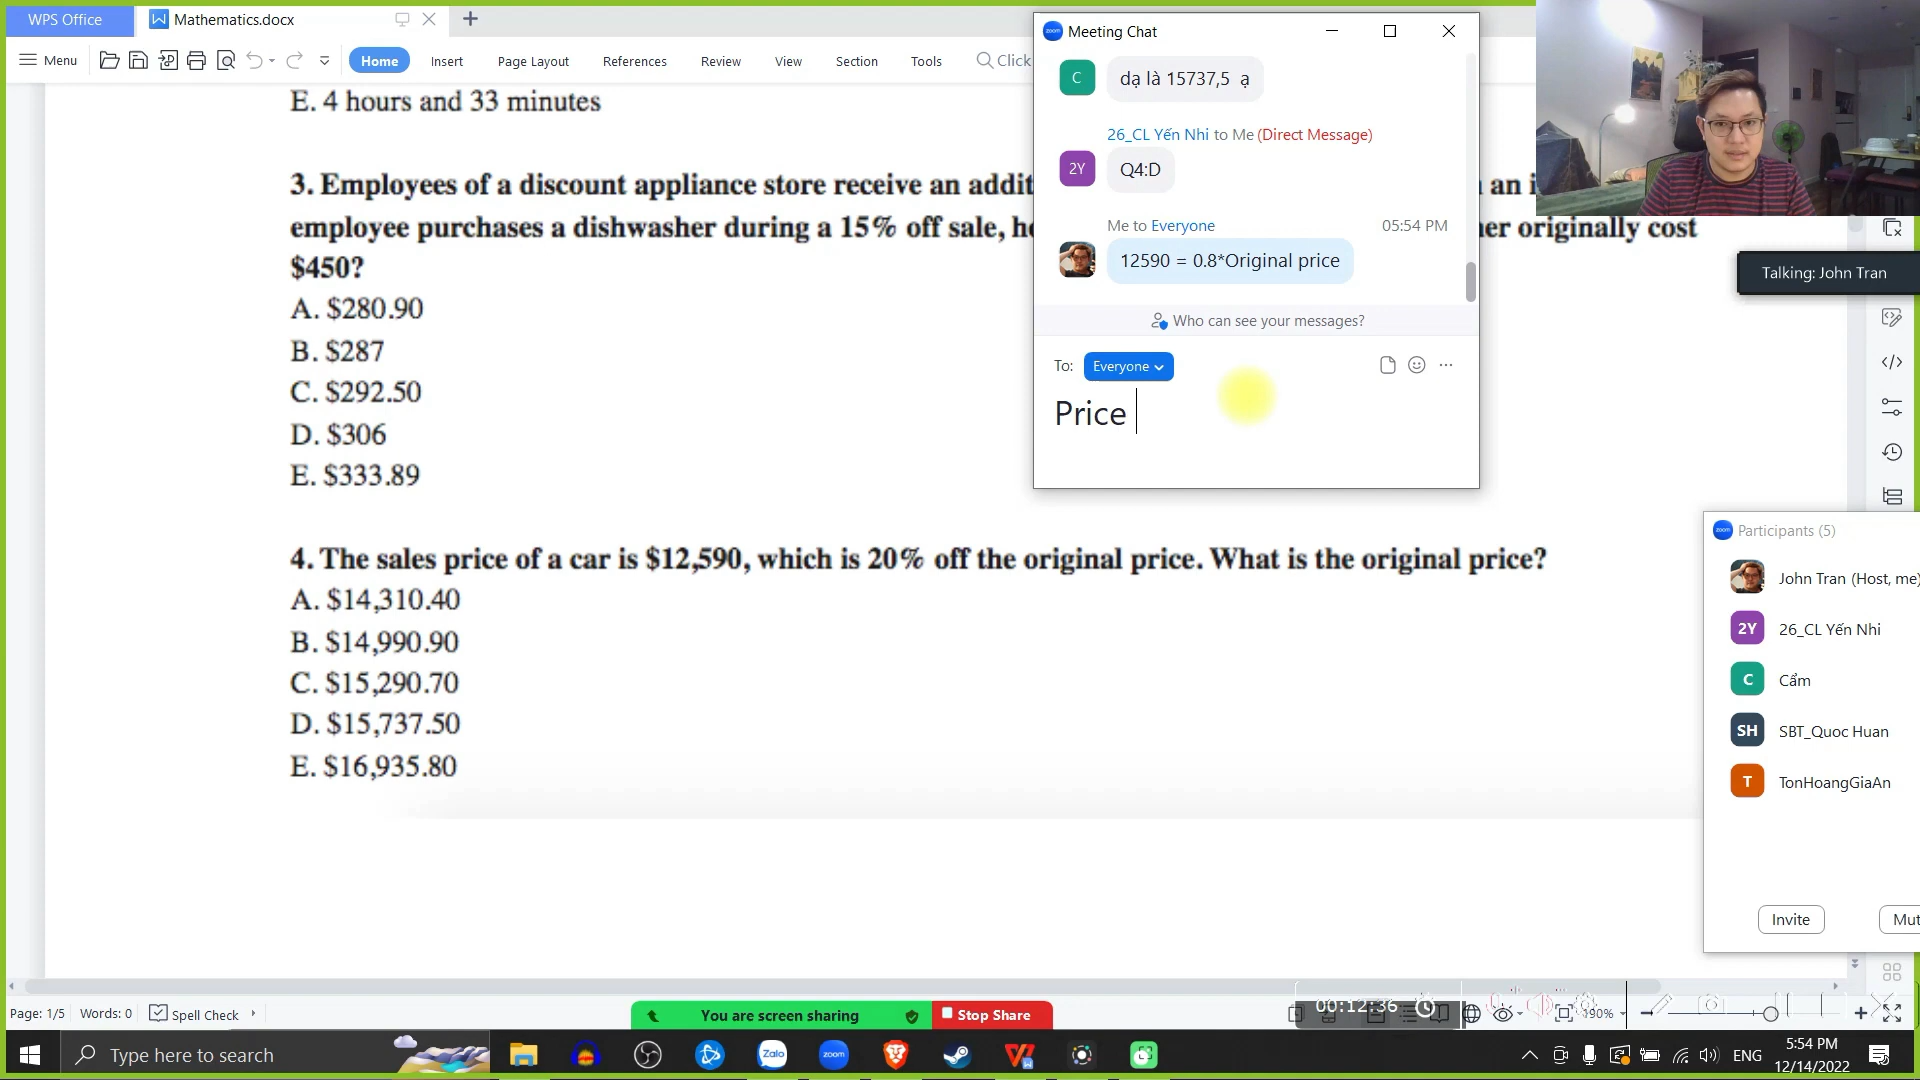 WPS Office
Mathematics.docx
Menu
Home
Insert
Page Layout
References
Review
View
Section
Tools
Click
E. 4 hours and 33 minutes
3. Employees of a discount appliance store receive an addit
an i
employee purchases a dishwasher during a 15% off sale, h
er originally cost
$450?
A. $280.90
B. $287
C. $292.50
D. $306
E. $333.89
4. The sales price of a car is $12,590, which is 20% off the original price. What is the original price?
A. $14,310.40
B. $14,990.90
C. $15,290.70
D. $15,737.50
E. $16,935.80
zoom
Meeting Chat
C
dạ là 15737,5 ạ
26_CL Yến Nhi to Me (Direct Message)
2Y
Q4:D
Me to Everyone
05:54 PM
12590 = 0.8*Original price
Who can see your messages?
To:
Everyone
Price
Talking: John Tran
zoom
Participants (5)
John Tran (Host, me)
2Y
26_CL Yến Nhi
C
Cẩm
SH
SBT_Quoc Huan
T
TonHoangGiaAn
Invite
Mut
Page: 1/5
Words: 0
Spell Check
You are screen sharing
Stop Share
00:12:36
190%
Type here to search
Zalo
zoom
ENG
5:54 PM
12/14/2022